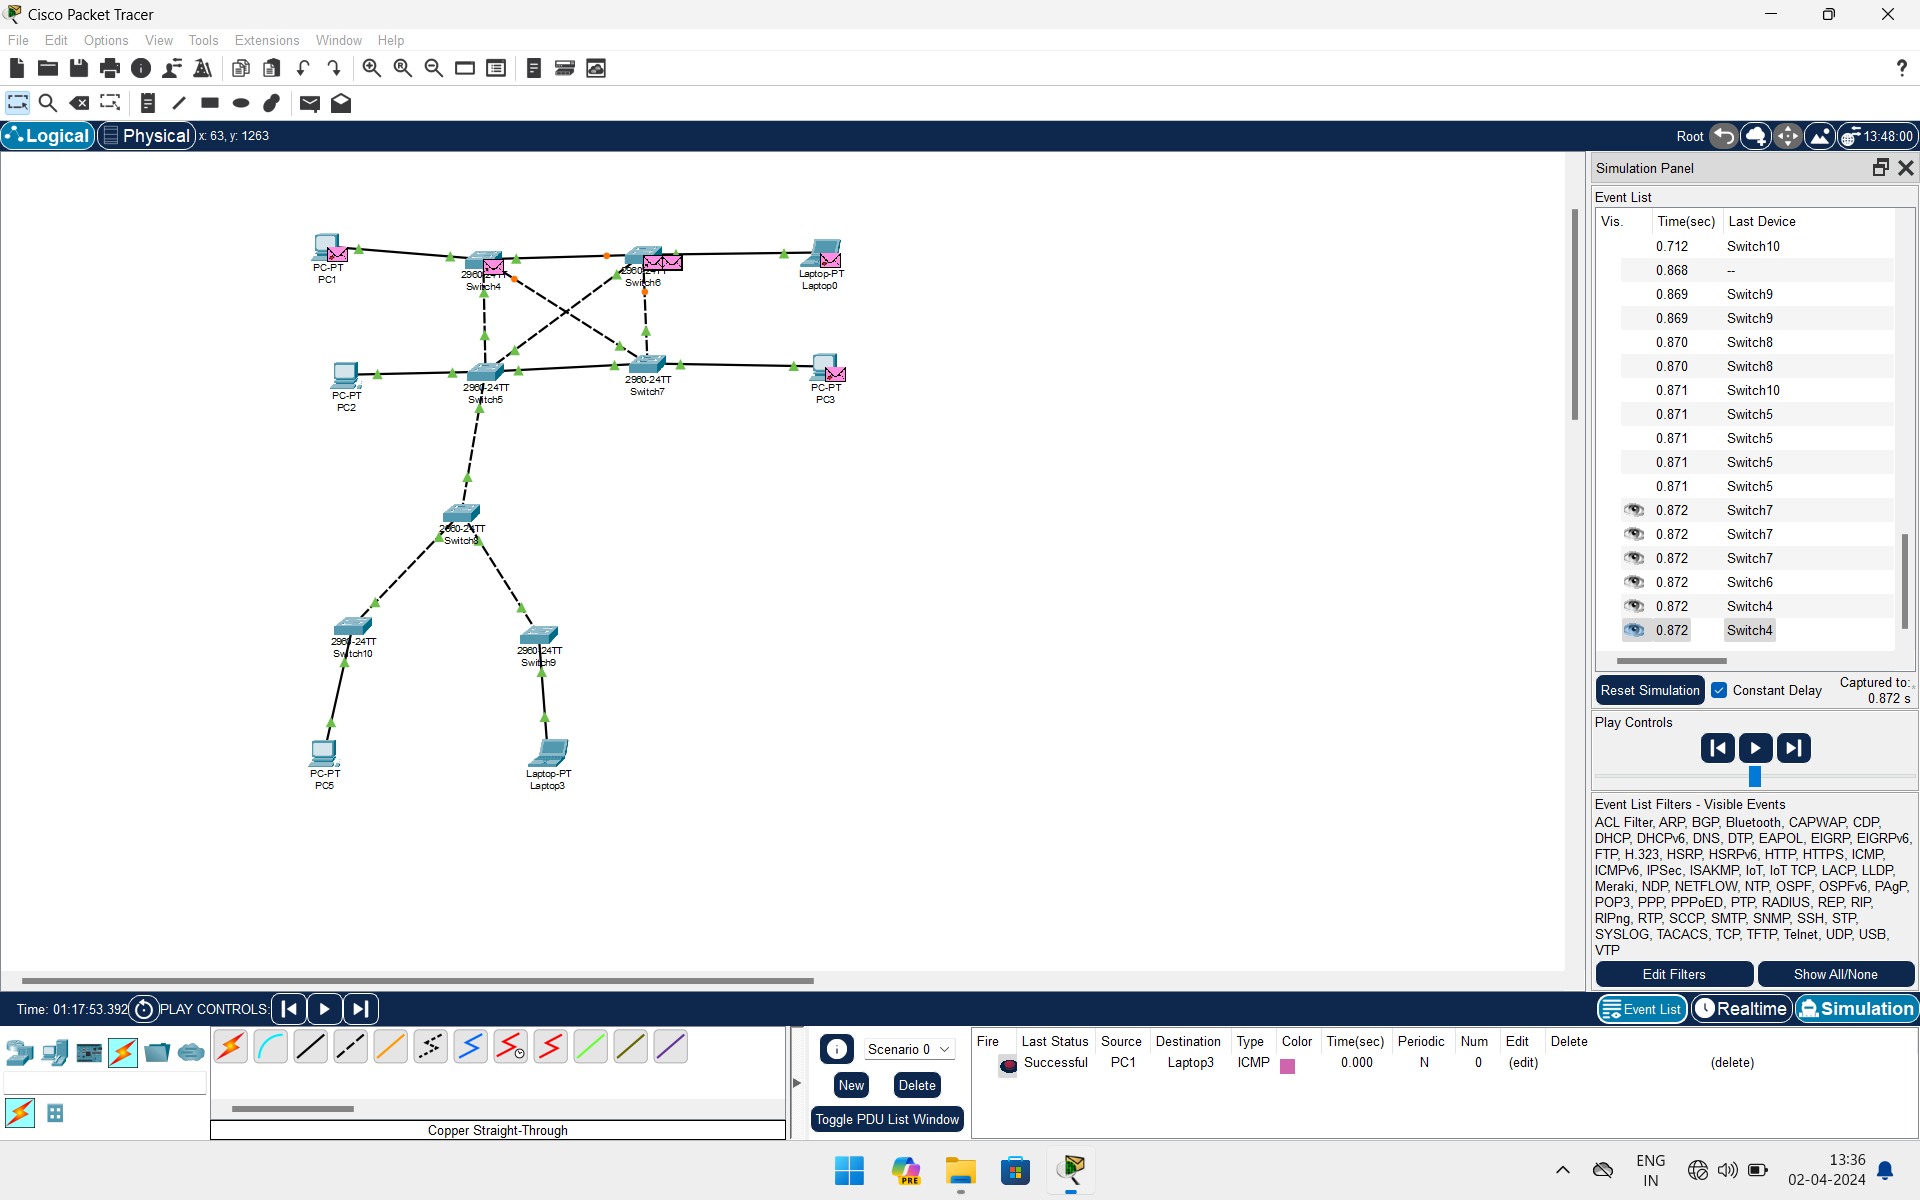 Cisco Packet Tracer
File Edit Options View Tools Extensions Window Help
?
Logical Physical x: 63, y: 1263 Root 13:48:00
Simulation Panel
Event List
Vis. Time(sec) Last Device
0.712 Switch10
0.868 --
0.869 Switch9
0.869 Switch9
0.870 Switch8
0.870 Switch8
0.871 Switch10
0.871 Switch5
0.871 Switch5
0.871 Switch5
0.871 Switch5
0.872 Switch7
0.872 Switch7
0.872 Switch7
0.872 Switch6
0.872 Switch4
0.872 Switch4
Reset Simulation Constant Delay Captured to:
0.872 s
Play Controls
Event List Filters - Visible Events
ACL Filter, ARP, BGP, Bluetooth, CAPWAP, CDP,
DHCP, DHCPv6, DNS, DTP, EAPOL, EIGRP, EIGRPv6,
FTP, H.323, HSRP, HSRPv6, HTTP, HTTPS, ICMP,
ICMPv6, IPSec, ISAKMP, IoT, IoT TCP, LACP, LLDP,
Meraki, NDP, NETFLOW, NTP, OSPF, OSPFv6, PAgP,
POP3, PPP, PPPoED, PTP, RADIUS, REP, RIP,
RIPng, RTP, SCCP, SMTP, SNMP, SSH, STP,
SYSLOG, TACACS, TCP, TFTP, Telnet, UDP, USB,
VTP
Edit Filters Show All/None
PC-PT
PC1
2960-24TT
Switch4
2960-24TT
Switch6
Laptop-PT
Laptop0
PC-PT
PC2
2960-24TT
Switch5
2960-24TT
Switch7
PC-PT
PC3
2960-24TT
Switch8
2960-24TT
Switch10
2960-24TT
Switch9
PC-PT
PC5
Laptop-PT
Laptop3
Time: 01:17:53.392 PLAY CONTROLS: Event List Realtime Simulation
Copper Straight-Through
Scenario 0
New Delete
Toggle PDU List Window
Fire Last Status Source Destination Type Color Time(sec) Periodic Num Edit Delete
Successful PC1 Laptop3 ICMP 0.000 N 0 (edit) (delete)
PRE
ENG
IN
13:36
02-04-2024